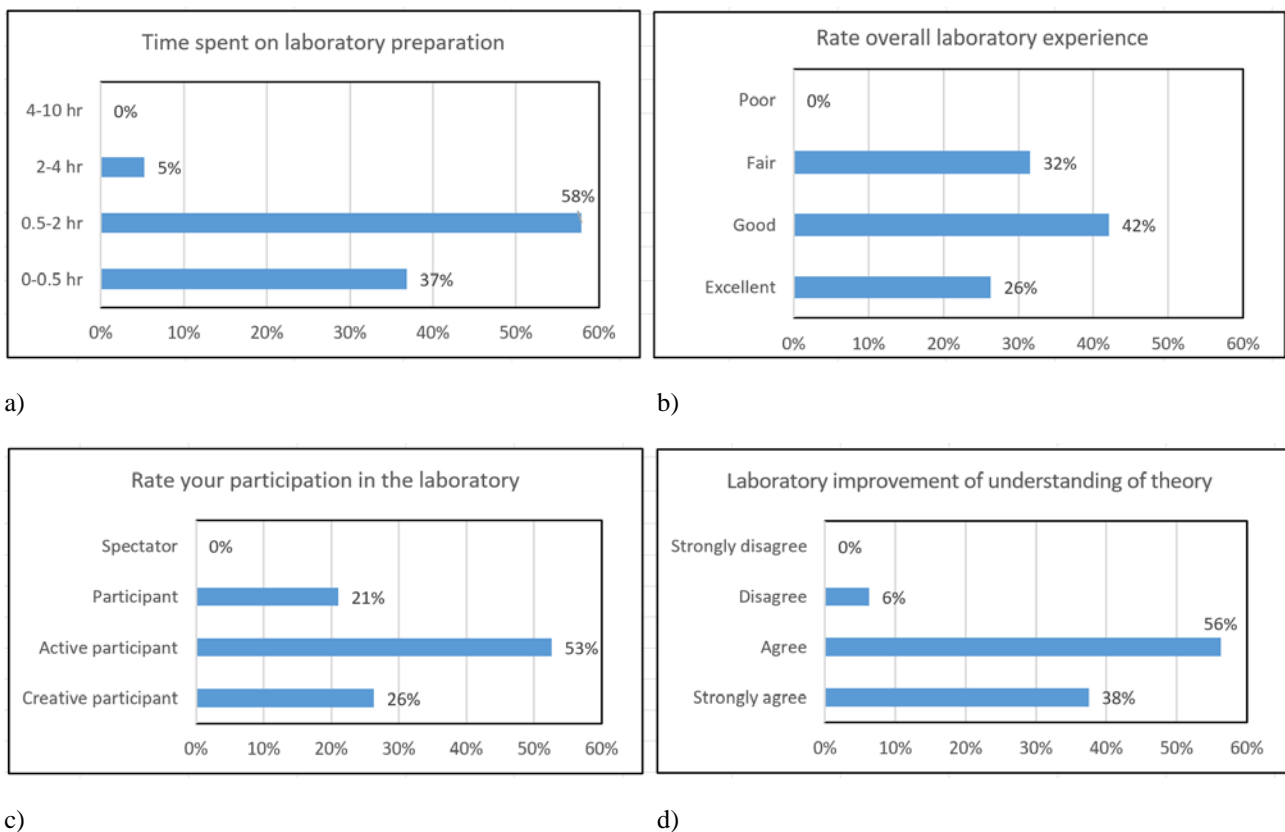 Time spent on laboratory preparation
4-10 hr 0%
2-4 hr 5%
0.5-2 hr 58%
0-0.5 hr 37%
0% 10% 20% 30% 40% 50% 60%
a)
Rate overall laboratory experience
Poor 0%
Fair 32%
Good 42%
Excellent 26%
0% 10% 20% 30% 40% 50% 60%
b)
Rate your participation in the laboratory
Spectator 0%
Participant 21%
Active participant 53%
Creative participant 26%
0% 10% 20% 30% 40% 50% 60%
c)
Laboratory improvement of understanding of theory
Strongly disagree 0%
Disagree 6%
Agree 56%
Strongly agree 38%
0% 10% 20% 30% 40% 50% 60%
d)